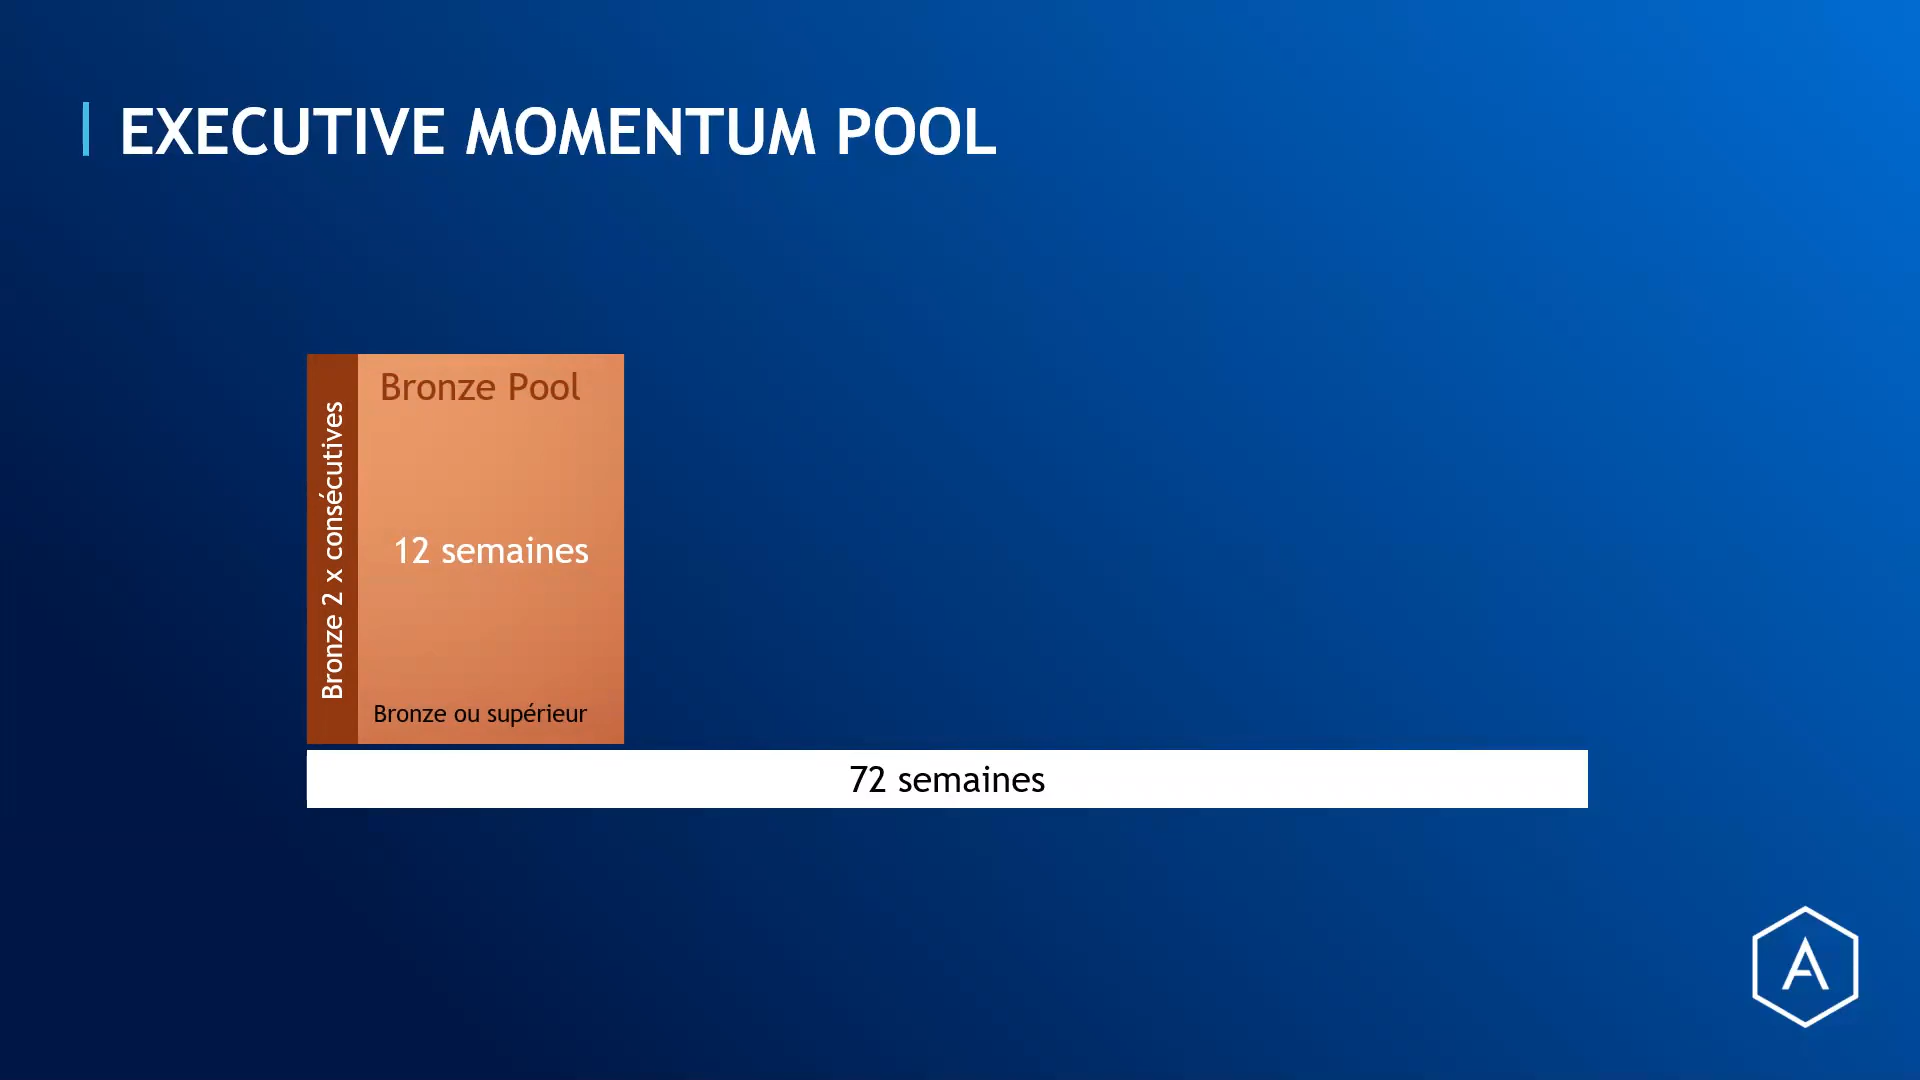 EXECUTIVE MOMENTUM POOL
Bronze 2 x consécutives
Bronze Pool
12 semaines
Bronze ou supérieur
72 semaines
A